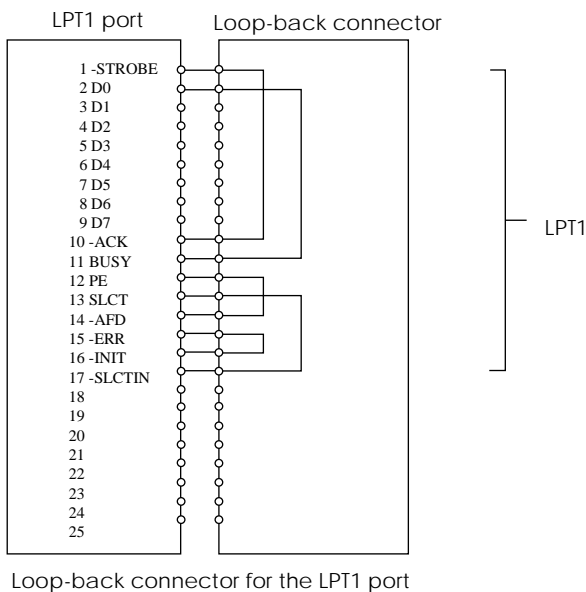 LPT1 port
Loop-back connector
1 -STROBE
2 D0
3 D1
4 D2
5 D3
6 D4
7 D5
8 D6
9 D7
10 -ACK
11 BUSY
12 PE
13 SLCT
14 -AFD
15 -ERR
16 -INIT
17 -SLCTIN
18
19
20
21
22
23
24
25
LPT1
Loop-back connector for the LPT1 port